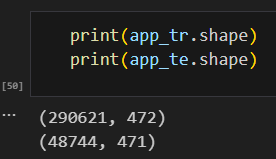 print(app_tr.shape)
print(app_te.shape)
[50]
...
(290621, 472)
(48744, 471)